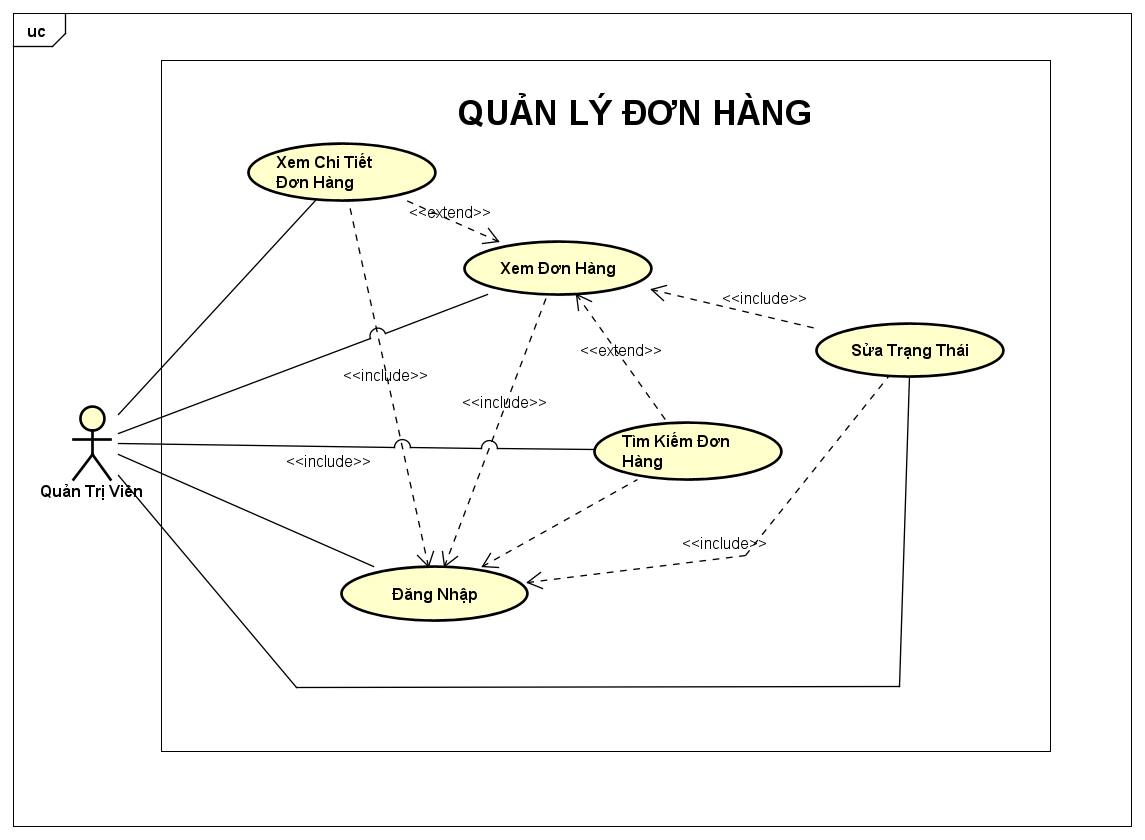 uc
QUẢN LÝ ĐƠN HÀNG
Xem Chi Tiết
Đơn Hàng
<<extend>>
Xem Đơn Hàng
<<include>>
<<extend>>
Sửa Trạng Thái
<<include>>
<<include>>
Tìm Kiếm Đơn
Hàng
<<include>>
Quản Trị Viên
<<include>>
Đăng Nhập